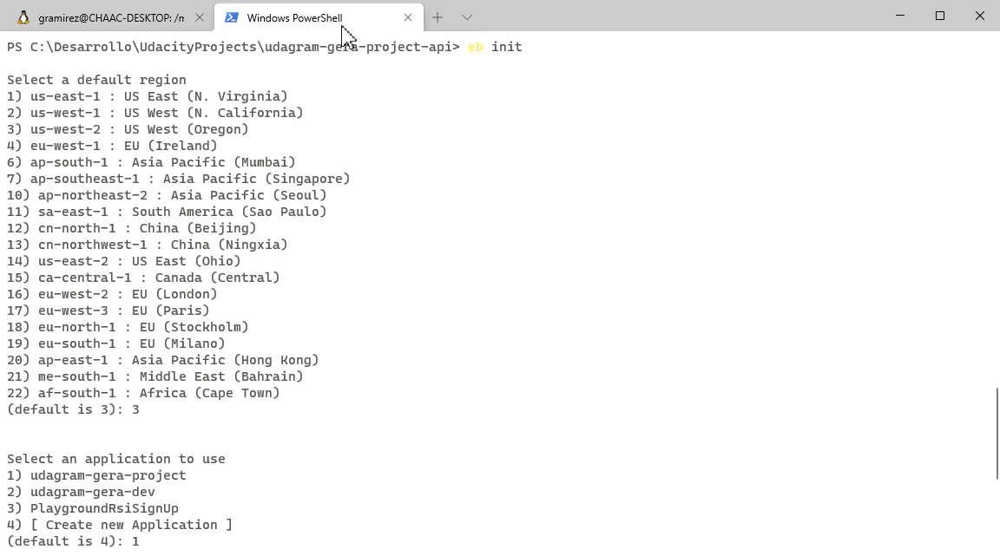 gramirez@CHAAC-DESKTOP: /m
Windows PowerShell
PS C:\Desarrollo\UdacityProjects\udagram-gera-project-api> eb init
Select a default region
1) us-east-1 : US East (N. Virginia)
2) us-west-1 : US West (N. California)
3) us-west-2 : US West (Oregon)
4) eu-west-1 : EU (Ireland)
6) ap-south-1 : Asia Pacific (Mumbai)
7) ap-southeast-1 : Asia Pacific (Singapore)
10) ap-northeast-2 : Asia Pacific (Seoul)
11) sa-east-1 : South America (Sao Paulo)
12) cn-north-1 : China (Beijing)
13) cn-northwest-1 : China (Ningxia)
14) us-east-2 : US East (Ohio)
15) ca-central-1 : Canada (Central)
16) eu-west-2 : EU (London)
17) eu-west-3 : EU (Paris)
18) eu-north-1 : EU (Stockholm)
19) eu-south-1 : EU (Milano)
20) ap-east-1 : Asia Pacific (Hong Kong)
21) me-south-1 : Middle East (Bahrain)
22) af-south-1 : Africa (Cape Town)
(default is 3): 3
Select an application to use
1) udagram-gera-project
2) udagram-gera-dev
3) PlaygroundRsiSignUp
4) [ Create new Application ]
(default is 4): 1